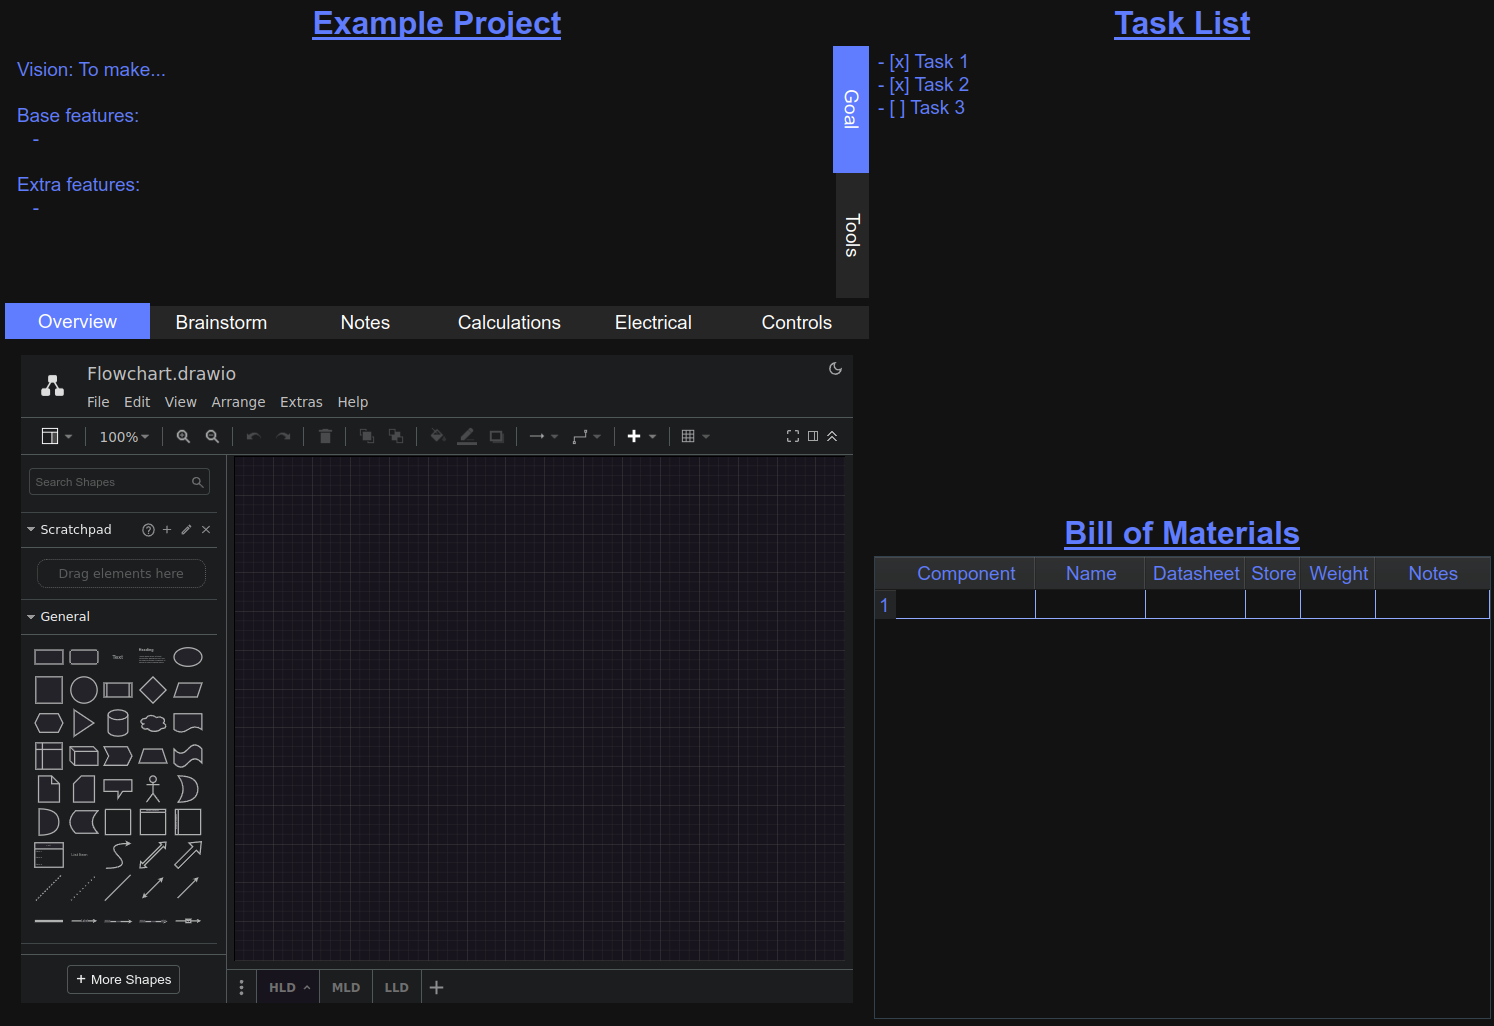 Example Project
Vision: To make...
Base features:
-
Extra features:
-
Goal
Tools
Task List
- [x] Task 1
- [x] Task 2
- [ ] Task 3
Overview Brainstorm Notes Calculations Electrical Controls
Flowchart.drawio
File Edit View Arrange Extras Help
100%
Search Shapes
Scratchpad
Drag elements here
General
Text
Heading
More Shapes
HLD MLD LLD
Bill of Materials
Component Name Datasheet Store Weight Notes
1